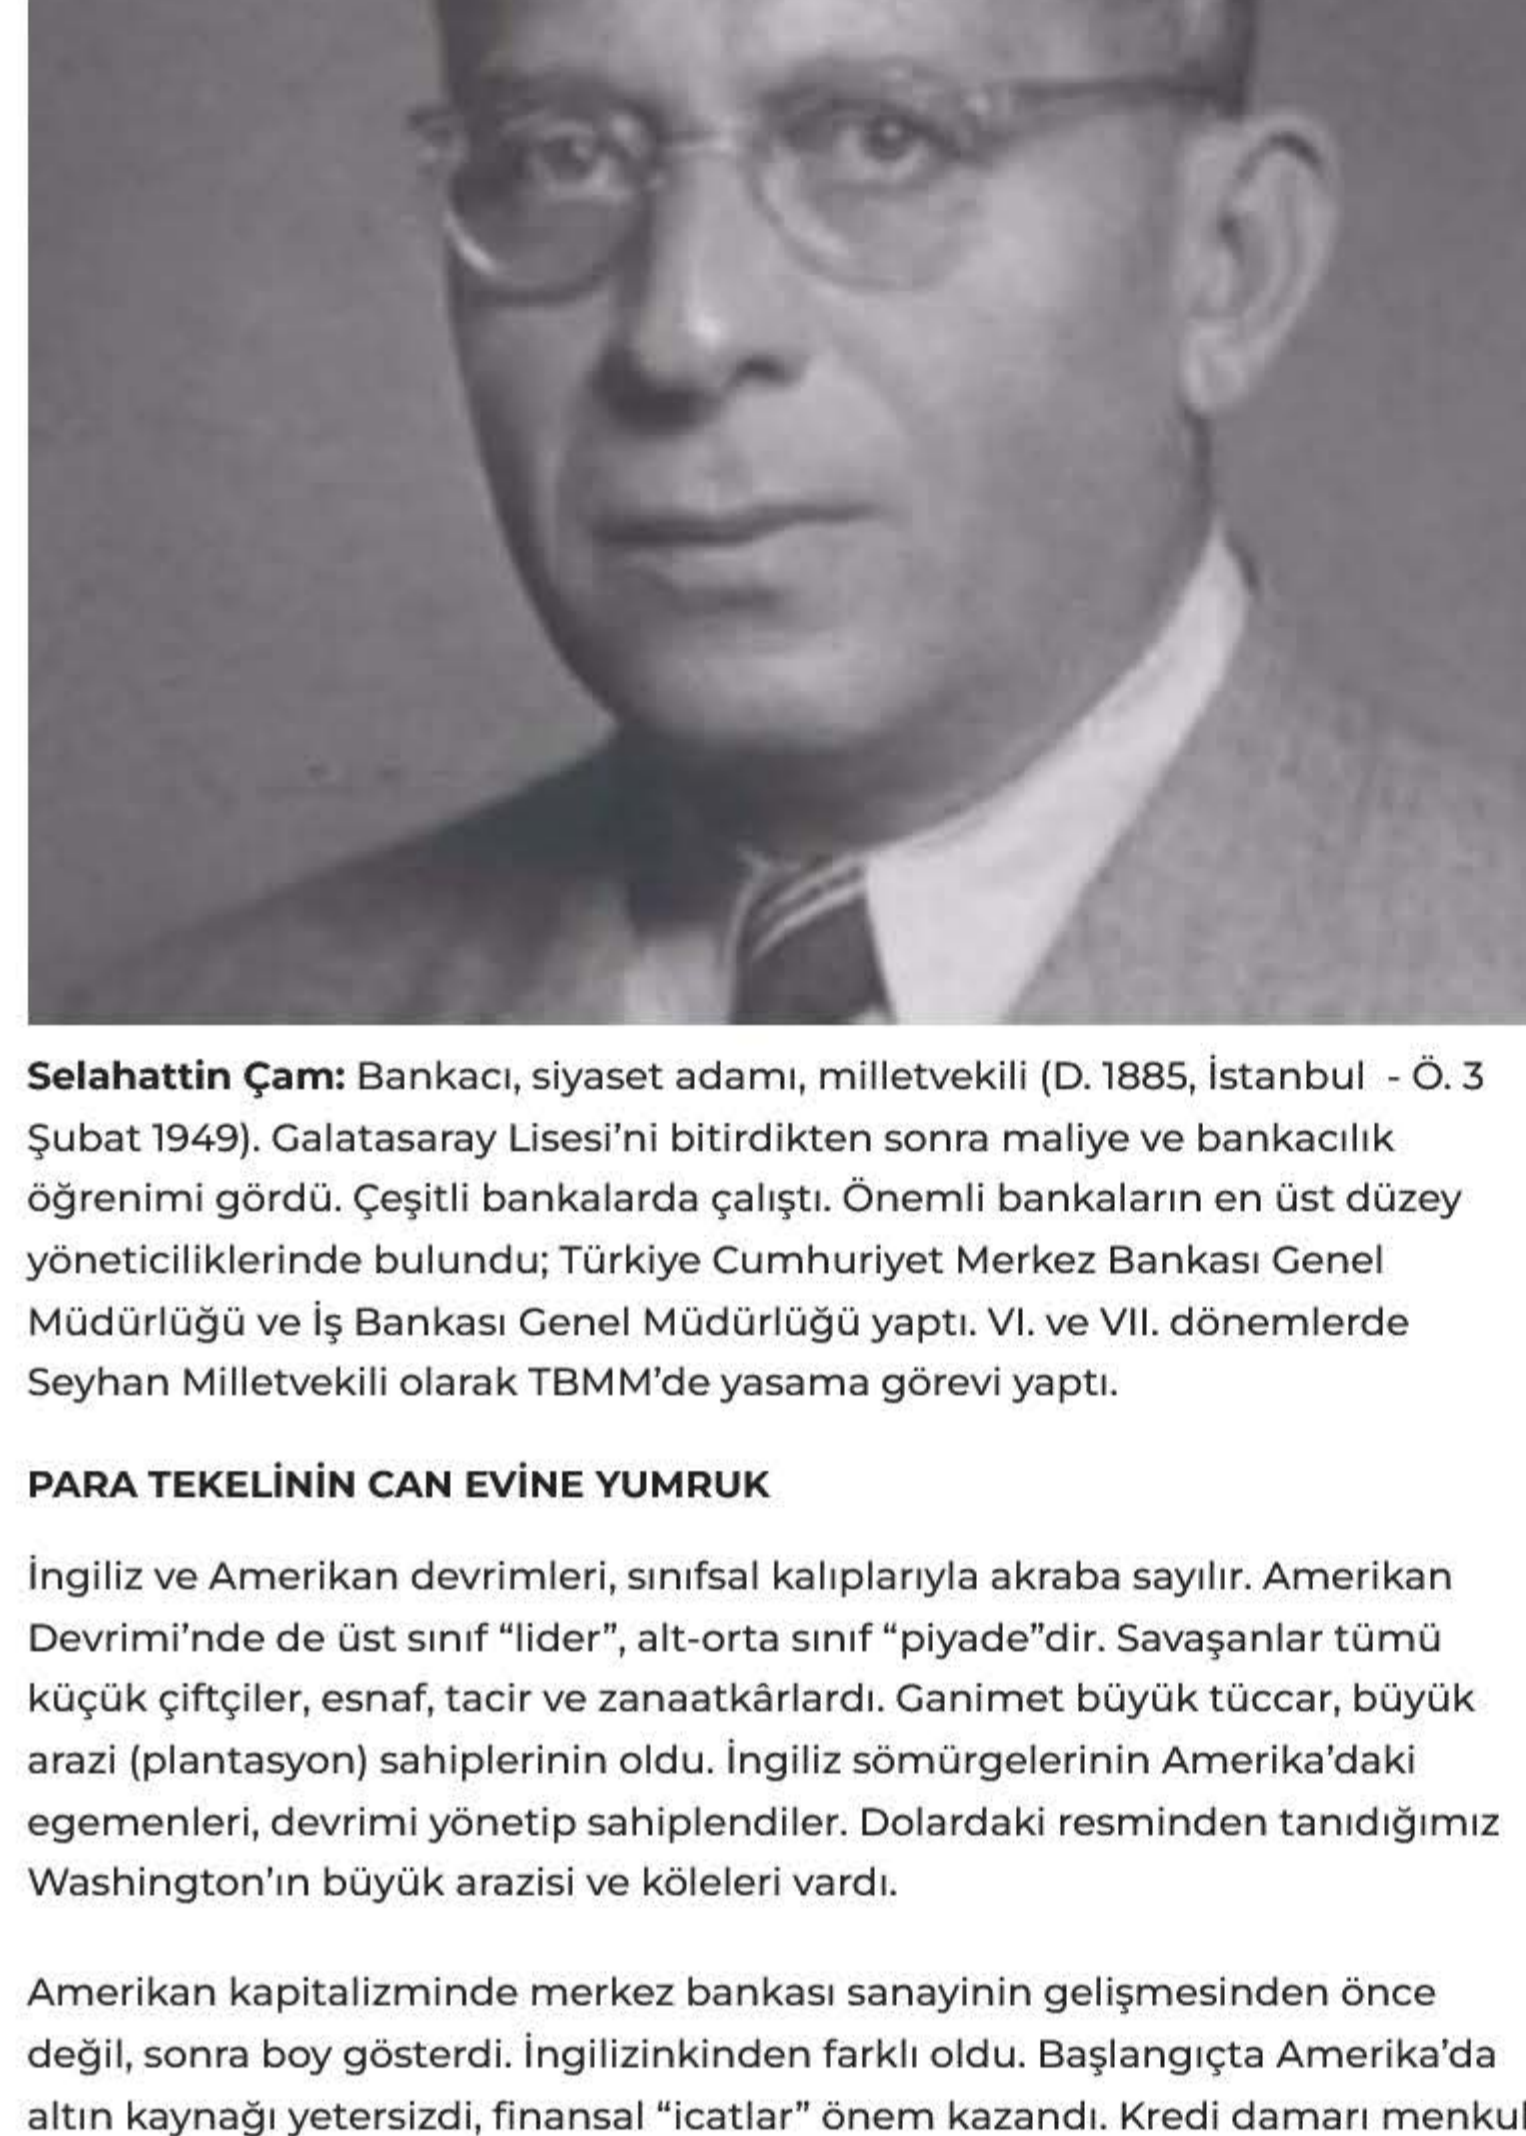 Selahattin Çam: Bankacı, siyaset adamı, milletvekili (D. 1885, İstanbul - Ö. 3
Şubat 1949). Galatasaray Lisesi’ni bitirdikten sonra maliye ve bankacılık
öğrenimi gördü. Çeşitli bankalarda çalıştı. Önemli bankaların en üst düzey
yöneticiliklerinde bulundu; Türkiye Cumhuriyet Merkez Bankası Genel
Müdürlüğü ve İş Bankası Genel Müdürlüğü yaptı. VI. ve VII. dönemlerde
Seyhan Milletvekili olarak TBMM’de yasama görevi yaptı.
PARA TEKELİNİN CAN EVİNE YUMRUK
İngiliz ve Amerikan devrimleri, sınıfsal kalıplarıyla akraba sayılır. Amerikan
Devrimi’nde de üst sınıf “lider”, alt-orta sınıf “piyade”dir. Savaşanlar tümü
küçük çiftçiler, esnaf, tacir ve zanaatkârlardı. Ganimet büyük tüccar, büyük
arazi (plantasyon) sahiplerinin oldu. İngiliz sömürgelerinin Amerika’daki
egemenleri, devrimi yönetip sahiplendiler. Dolardaki resminden tanıdığımız
Washington’ın büyük arazisi ve köleleri vardı.
Amerikan kapitalizminde merkez bankası sanayinin gelişmesinden önce
değil, sonra boy gösterdi. İngilizinkinden farklı oldu. Başlangıçta Amerika’da
altın kaynağı yetersizdi, finansal “icatlar” önem kazandı. Kredi damarı menkul